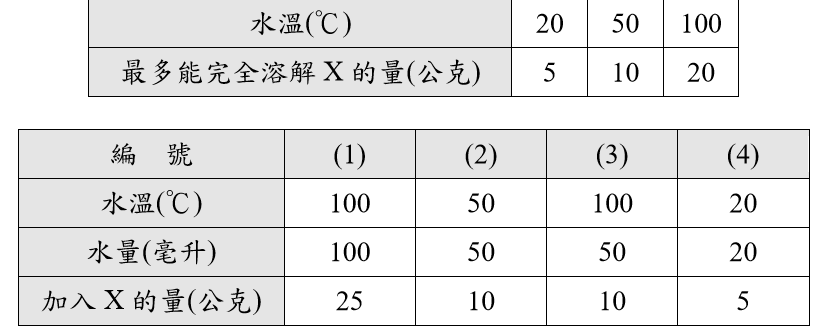 水溫(℃) 20 50 100
最多能完全溶解 X 的量(公克) 5 10 20
編 號 (1) (2) (3) (4)
水溫(℃) 100 50 100 20
水量(毫升) 100 50 50 20
加入 X 的量(公克) 25 10 10 5